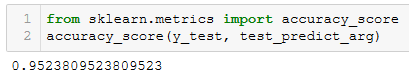 1 from sklearn.metrics import accuracy_score
2 accuracy_score(y_test, test_predict_arg)
0.9523809523809523